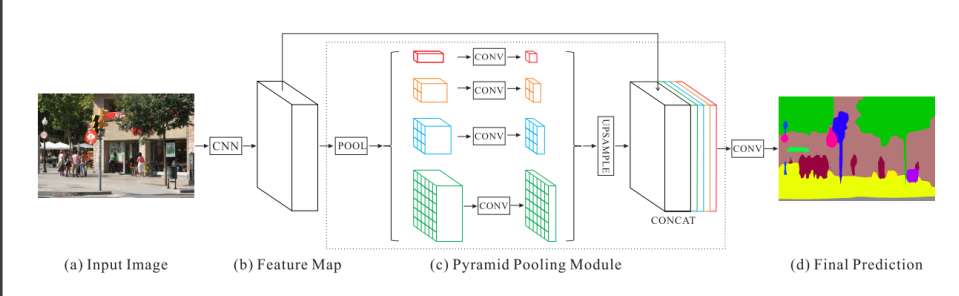 CNN
POOL
CONV
CONV
CONV
CONV
UPSAMPLE
CONCAT
CONV
(a) Input Image
(b) Feature Map
(c) Pyramid Pooling Module
(d) Final Prediction